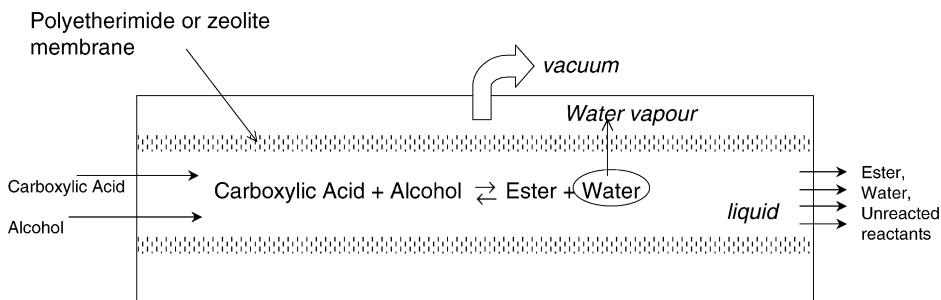 Polyetherimide or zeolite
membrane
vacuum
Water vapour
Carboxylic Acid
Carboxylic Acid + Alcohol ⇌ Ester + Water
Alcohol
liquid
Ester,
Water,
Unreacted
reactants